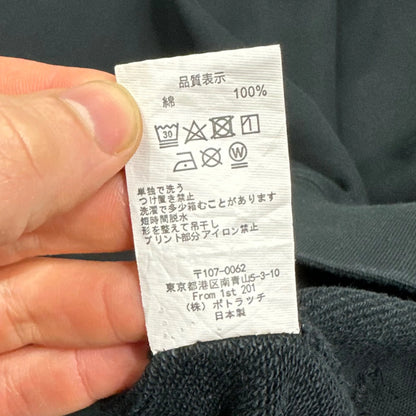 品質表示
綿 100%
30
W
単独で洗う
つけ置き禁止
洗濯で多少箱むことがあります
短時間脱水
形を整えて吊干し
プリント部分アイロン禁止
〒107-0062
東京都港区南青山5-3-10
From 1st 201
(株) ポトラッチ
日本製